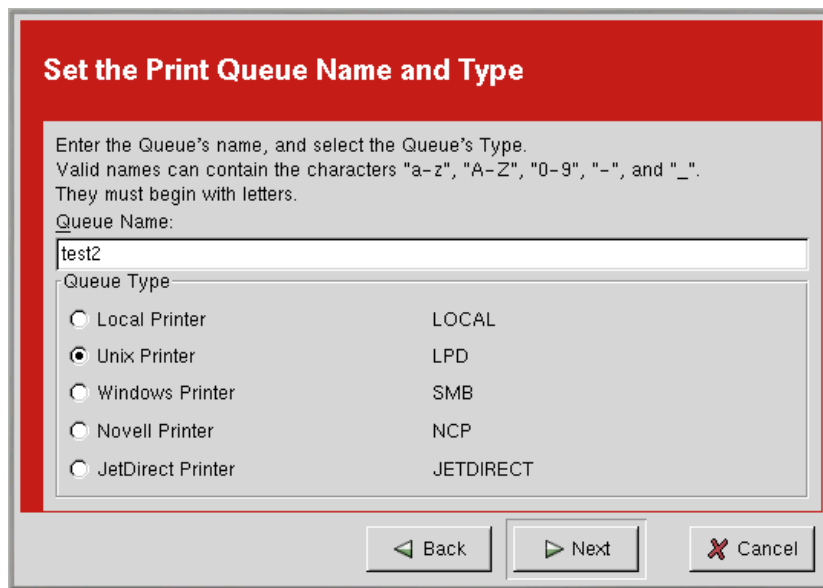 Set the Print Queue Name and Type
Enter the Queue's name, and select the Queue's Type.
Valid names can contain the characters "a-z", "A-Z", "0-9", "-", and "_".
They must begin with letters.
Queue Name:
test2
Queue Type
Local Printer LOCAL
Unix Printer LPD
Windows Printer SMB
Novell Printer NCP
JetDirect Printer JETDIRECT
Back Next Cancel